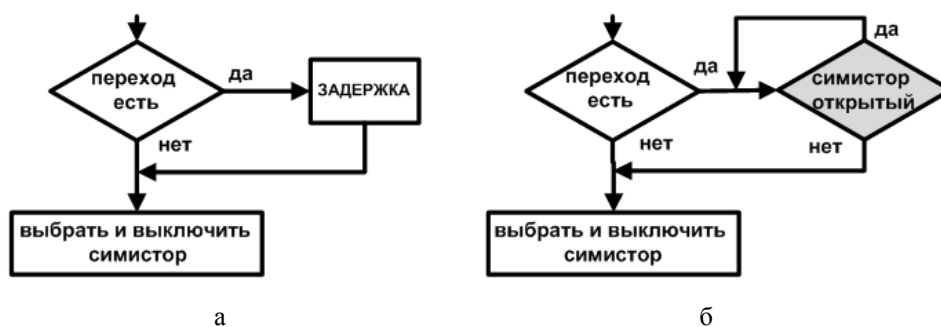 переход
есть
да
ЗАДЕРЖКА
нет
выбрать и выключить
симистор
а
переход
есть
да
да
симистор
открытый
нет
нет
выбрать и выключить
симистор
б